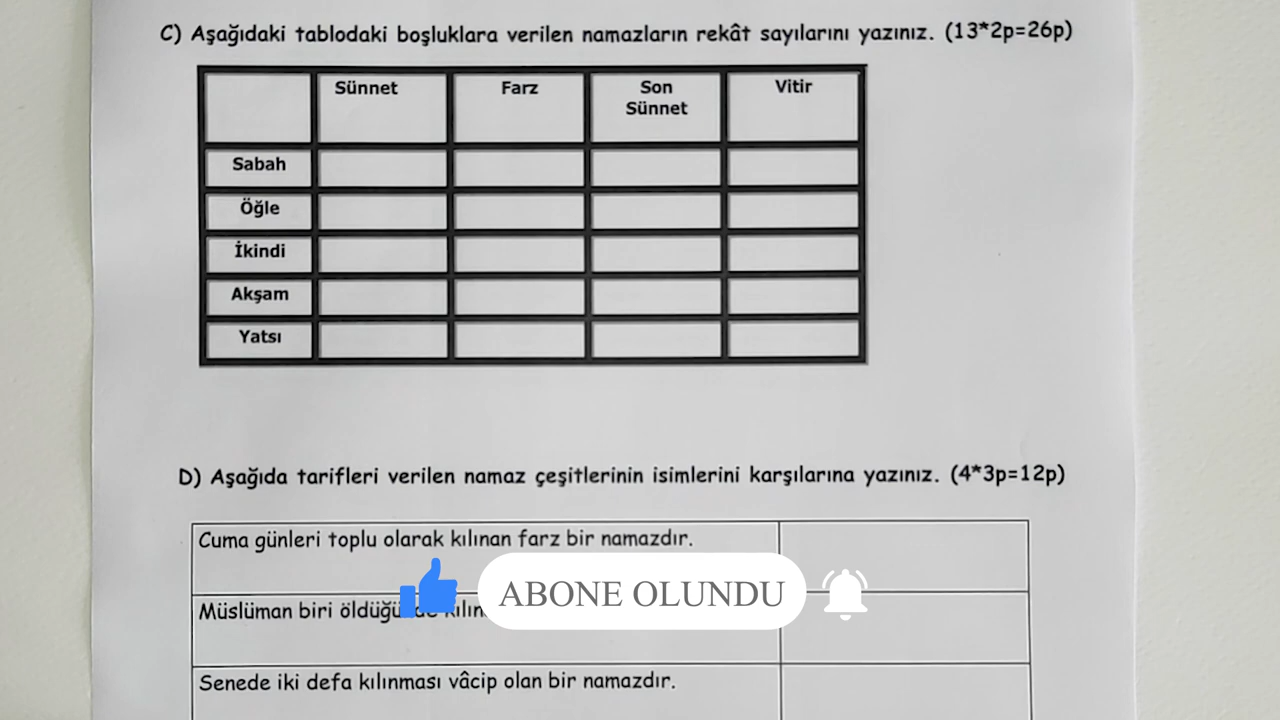 C) Aşağıdaki tablodaki boşluklara verilen namazların rekât sayılarını yazınız. (13*2p=26p)
Sünnet Farz Son Sünnet Vitir
Sabah
Öğle
İkindi
Akşam
Yatsı
D) Aşağıda tarifleri verilen namaz çeşitlerinin isimlerini karşılarına yazınız. (4*3p=12p)
Cuma günleri toplu olarak kılınan farz bir namazdır.
Müslüman biri
ABONE OLUNDU
Senede iki defa kılınması vâcip olan bir namazdır.